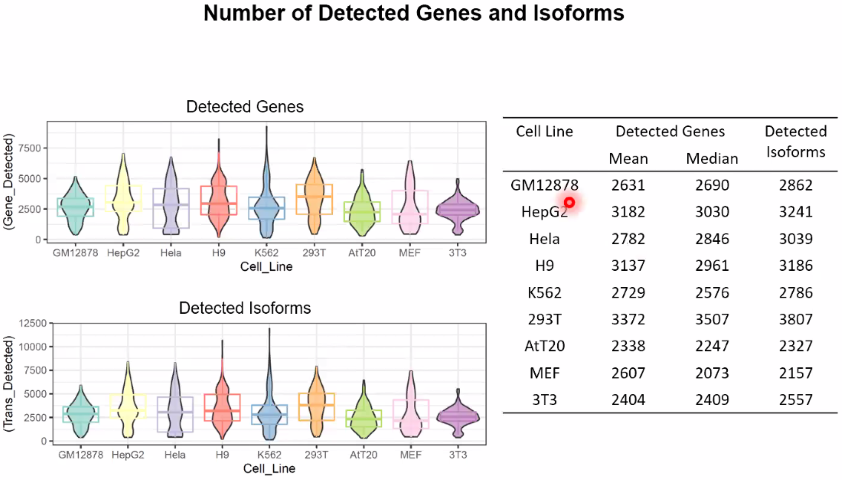 Number of Detected Genes and Isoforms
Detected Genes
(Gene_Detected)
7500
5000
2500
0
GM12878 HepG2 Hela H9 K562 293T AtT20 MEF 3T3
Cell_Line
Detected Isoforms
(Trans_Detected)
12500
10000
7500
5000
2500
0
GM12878 HepG2 Hela H9 K562 293T AtT20 MEF 3T3
Cell_Line
Cell Line Detected Genes Detected Isoforms
Mean Median
GM12878 2631 2690 2862
HepG2 3182 3030 3241
Hela 2782 2846 3039
H9 3137 2961 3186
K562 2729 2576 2786
293T 3372 3507 3807
AtT20 2338 2247 2327
MEF 2607 2073 2157
3T3 2404 2409 2557